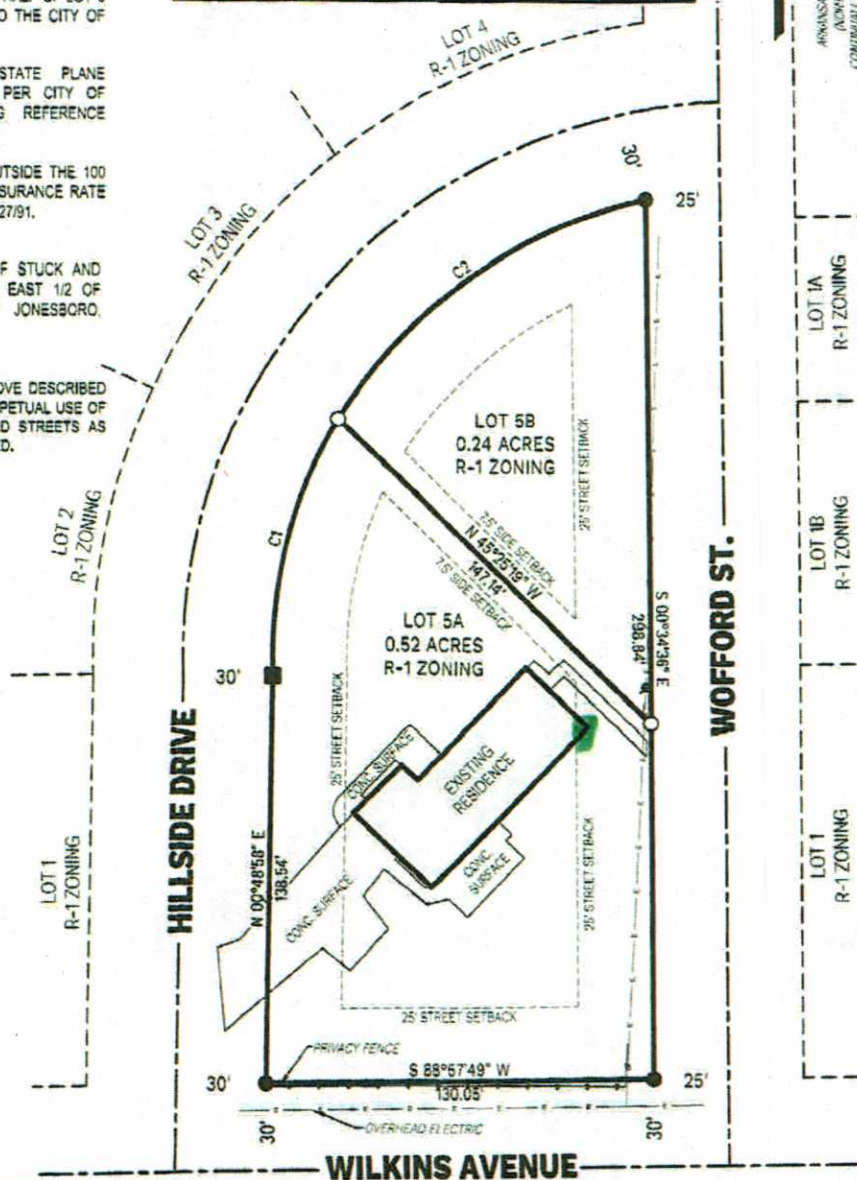 O THE CITY OF
STATE PLANE
PER CITY OF
REFERENCE
UTSIDE THE 100
SURANCE RATE
27/91.
F STUCK AND
EAST 1/2 OF
JONESBORO,
OVE DESCRIBED
PETUAL USE OF
D STREETS AS
ED.
LOT 4
R-1 ZONING
30'
25'
LOT 3
R-1 ZONING
C2
LOT 1A
R-1 ZONING
LOT 5B
0.24 ACRES
R-1 ZONING
25' STREET SETBACK
LOT 2
R-1 ZONING
C1
7.5' SIDE SETBACK
N 45°25'19" W
147.14'
7.5' SIDE SETBACK
LOT 1B
R-1 ZONING
LOT 5A
0.52 ACRES
R-1 ZONING
S 00°34'36" E
298.84'
WOFFORD ST.
30'
25' STREET SETBACK
HILLSIDE DRIVE
CONC. SURFACE
EXISTING
RESIDENCE
LOT 1
R-1 ZONING
N 00°48'58" E
138.54'
CONC. SURFACE
CONC.
SURFACE
25' STREET SETBACK
LOT 1
R-1 ZONING
25' STREET SETBACK
PRIVACY FENCE
30'
S 88°57'49" W
130.05'
25'
30'
OVERHEAD ELECTRIC
30'
WILKINS AVENUE